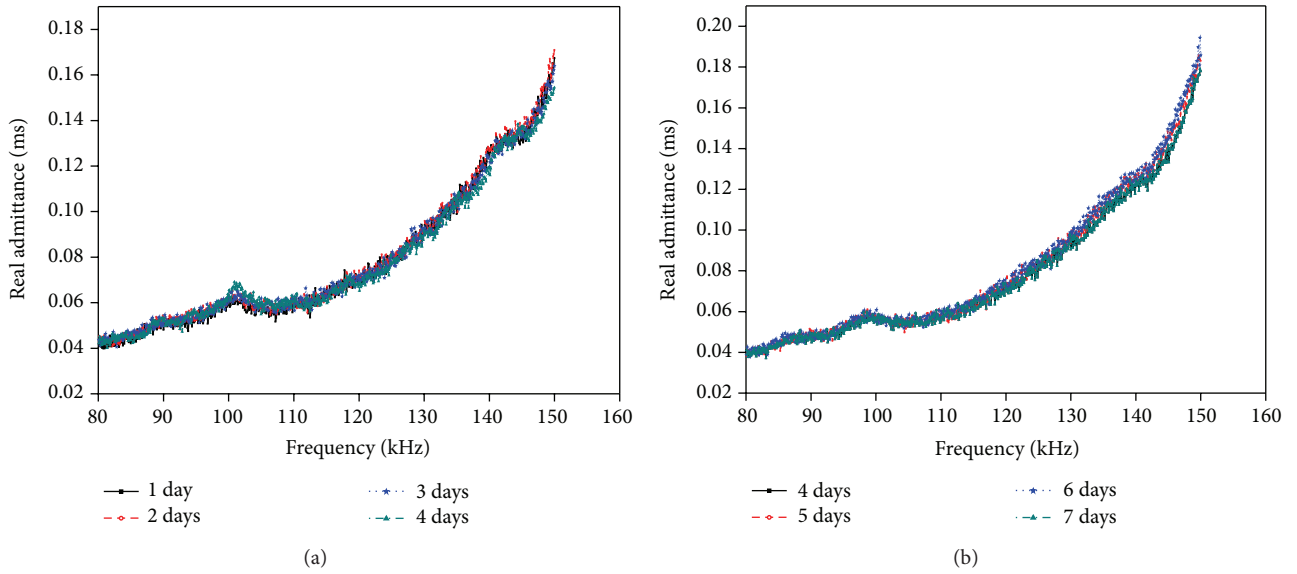 0.18
0.16
0.14
0.12
0.10
0.08
0.06
0.04
0.02
Real admittance (ms)
80 90 100 110 120 130 140 150 160
Frequency (kHz)
1 day
2 days
3 days
4 days
(a)
0.20
0.18
0.16
0.14
0.12
0.10
0.08
0.06
0.04
0.02
Real admittance (ms)
80 90 100 110 120 130 140 150 160
Frequency (kHz)
4 days
5 days
6 days
7 days
(b)